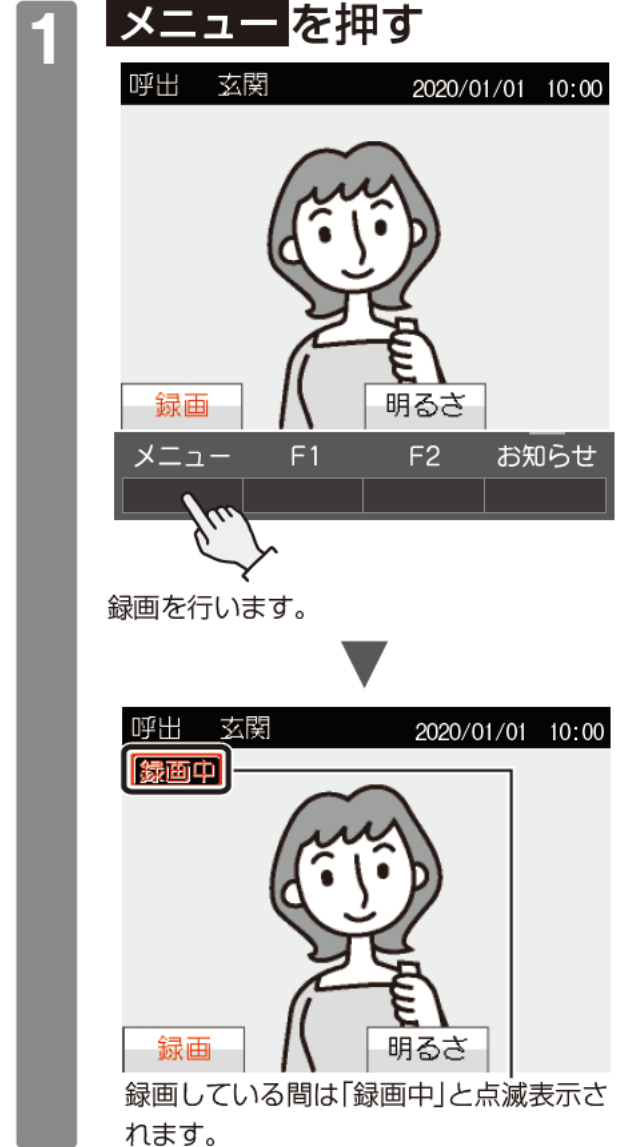 1
メニューを押す
呼出 玄関 2020/01/01 10:00
録画 明るさ
メニュー F1 F2 お知らせ
録画を行います。
呼出 玄関 2020/01/01 10:00
録画中
録画 明るさ
録画している間は「録画中」と点滅表示さ
れます。